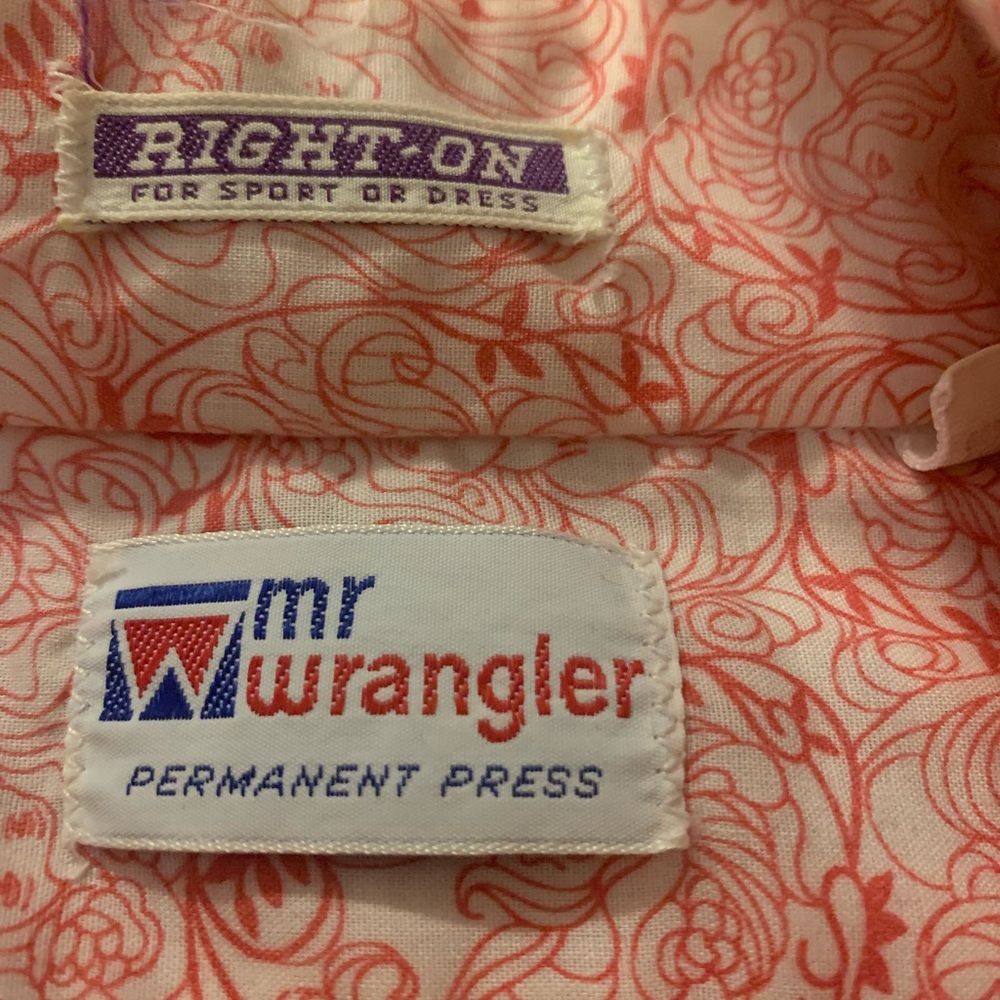 RIGHT-ON
FOR SPORT OR DRESS
mr
wrangler
PERMANENT PRESS